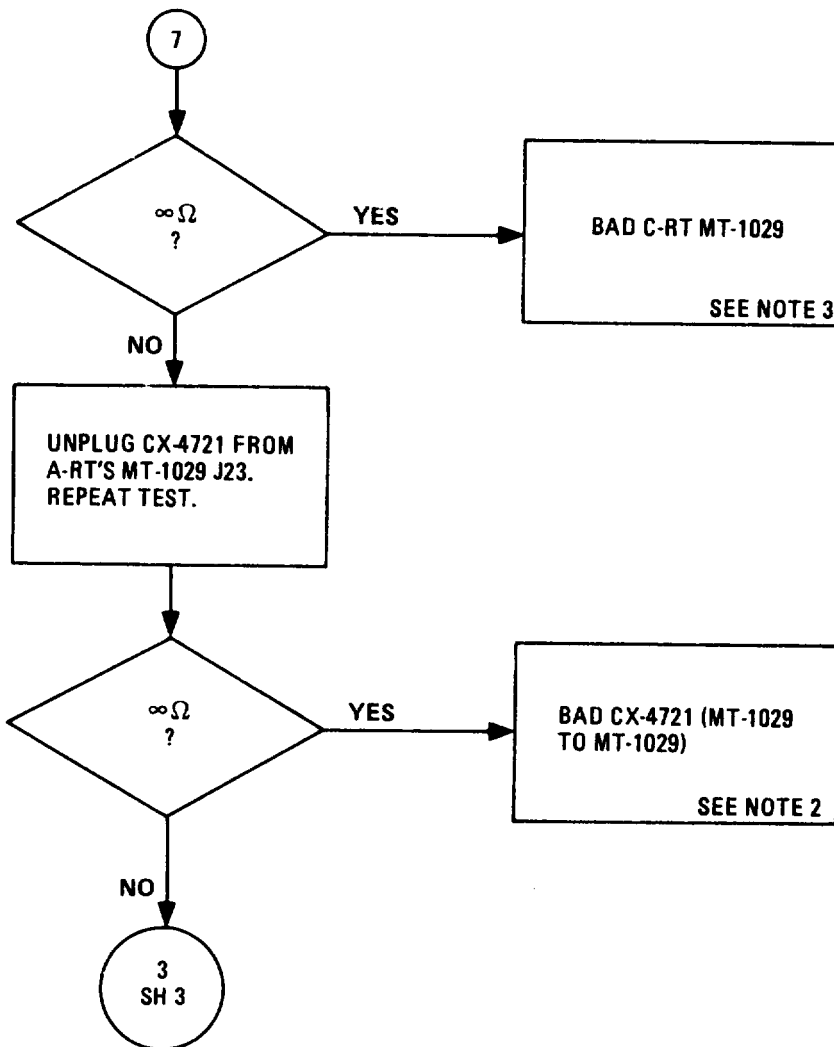 7
∞ Ω
?
YES
BAD C-RT MT-1029
SEE NOTE 3
NO
UNPLUG CX-4721 FROM
A-RT'S MT-1029 J23.
REPEAT TEST.
∞ Ω
?
YES
BAD CX-4721 (MT-1029
TO MT-1029)
SEE NOTE 2
NO
3
SH 3